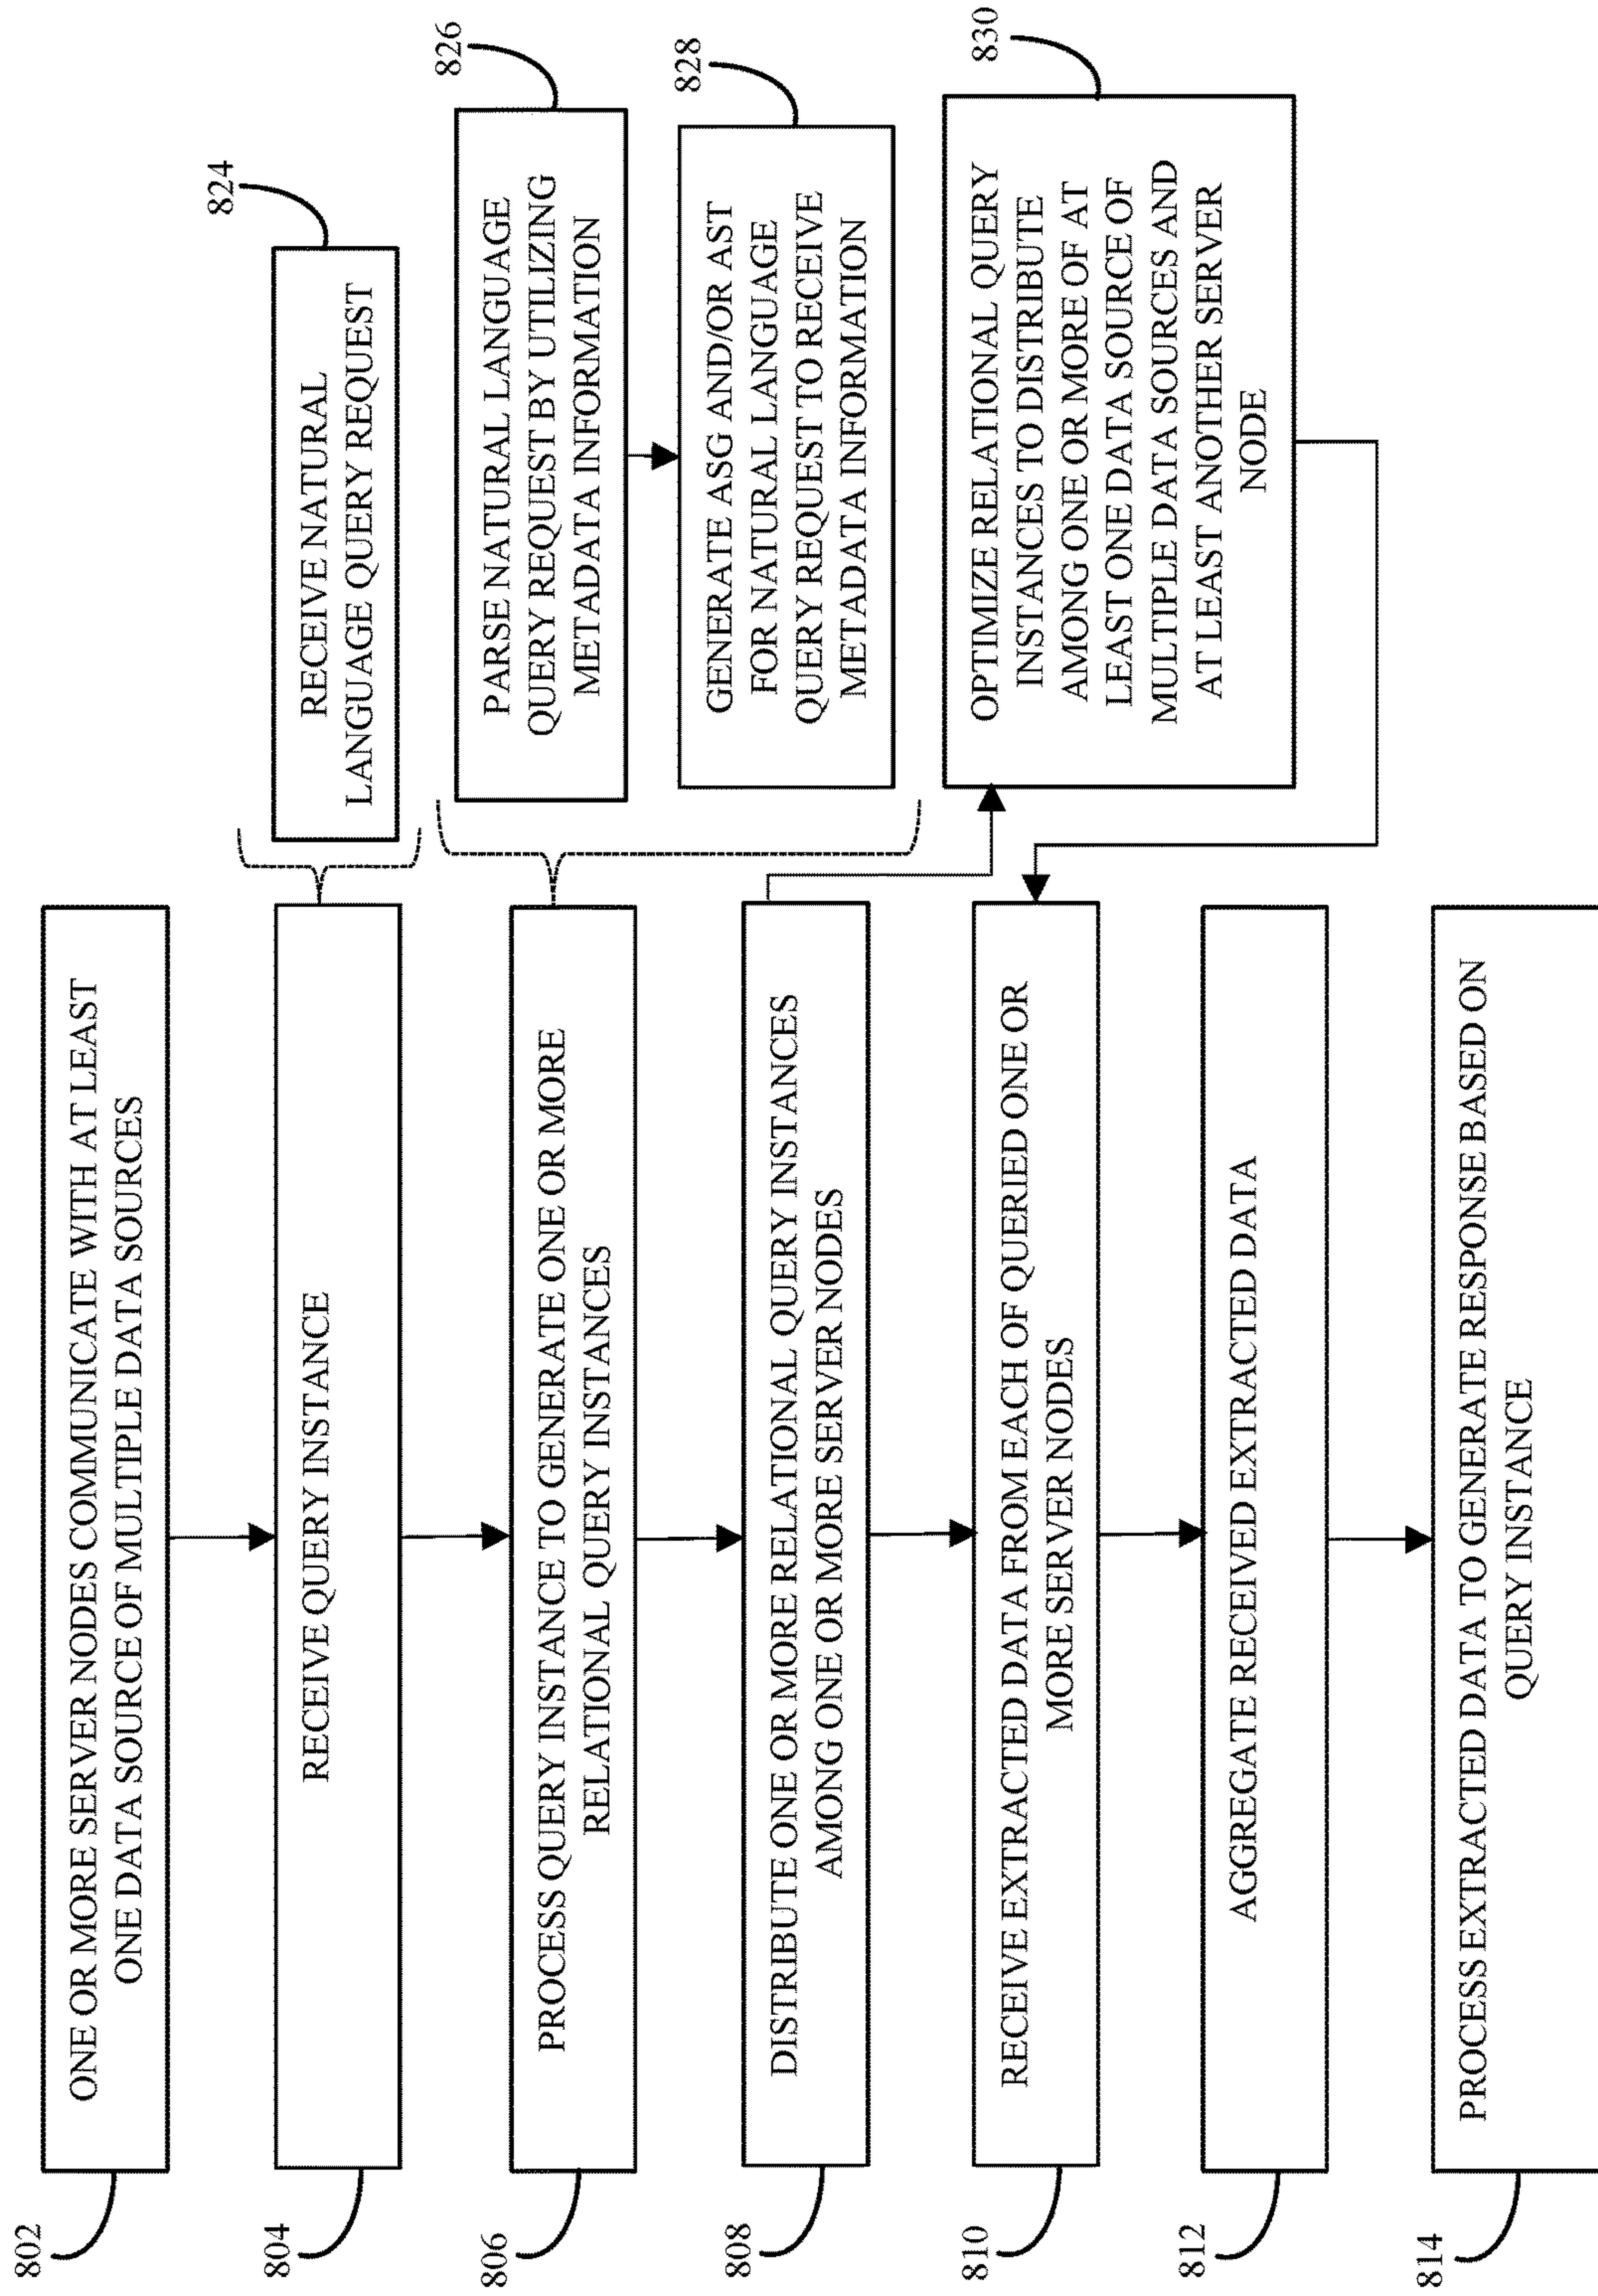 802
ONE OR MORE SERVER NODES COMMUNICATE WITH AT LEAST
ONE DATA SOURCE OF MULTIPLE DATA SOURCES
804
RECEIVE QUERY INSTANCE
824
RECEIVE NATURAL
LANGUAGE QUERY REQUEST
806
PROCESS QUERY INSTANCE TO GENERATE ONE OR MORE
RELATIONAL QUERY INSTANCES
826
PARSE NATURAL LANGUAGE
QUERY REQUEST BY UTILIZING
METADATA INFORMATION
828
GENERATE ASG AND/OR AST
FOR NATURAL LANGUAGE
QUERY REQUEST TO RECEIVE
METADATA INFORMATION
808
DISTRIBUTE ONE OR MORE RELATIONAL QUERY INSTANCES
AMONG ONE OR MORE SERVER NODES
830
OPTIMIZE RELATIONAL QUERY
INSTANCES TO DISTRIBUTE
AMONG ONE OR MORE OF AT
LEAST ONE DATA SOURCE OF
MULTIPLE DATA SOURCES AND
AT LEAST ANOTHER SERVER
NODE
810
RECEIVE EXTRACTED DATA FROM EACH OF QUERIED ONE OR
MORE SERVER NODES
812
AGGREGATE RECEIVED EXTRACTED DATA
814
PROCESS EXTRACTED DATA TO GENERATE RESPONSE BASED ON
QUERY INSTANCE